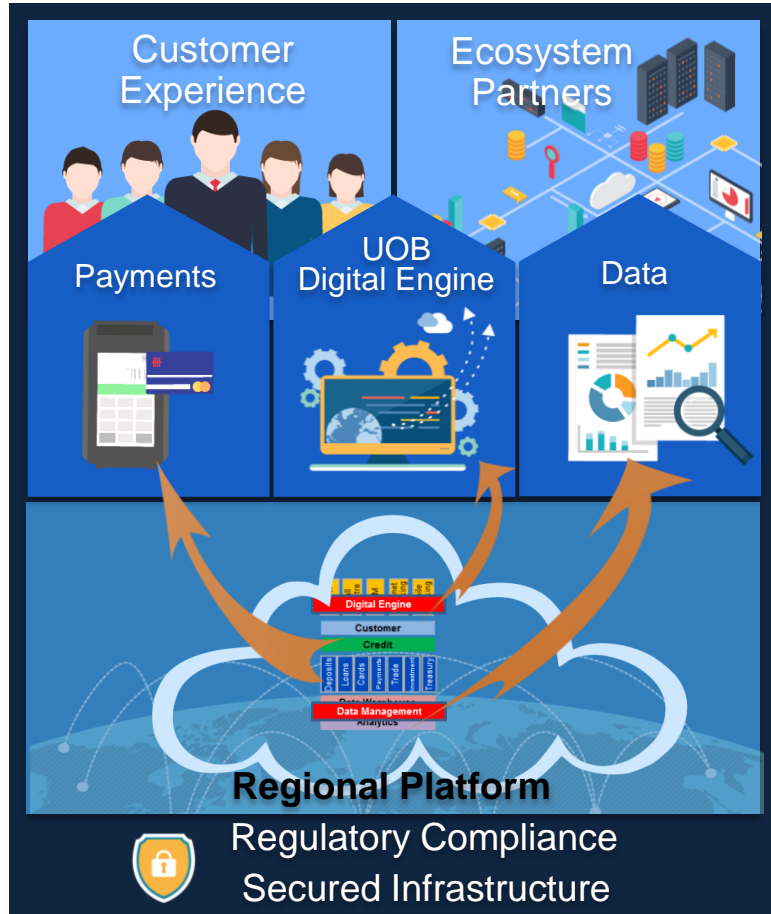 Customer
Experience
Ecosystem
Partners
Payments
UOB
Digital Engine
Data
Digital Engine
Customer
Credit
Deposits
Loans
Cards
Payments
Trade
Investment
Treasury
Data Management
Analytics
Regional Platform
Regulatory Compliance
Secured Infrastructure